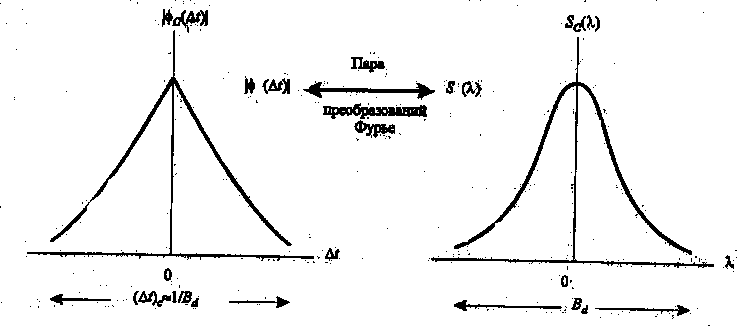 |ϕ_C(Δt)|
S_C(λ)
Пара
|ϕ (Δt)|
S (λ)
преобразований
Фурье
Δt
λ
0
0
(Δt)_c≈1/B_d
B_d